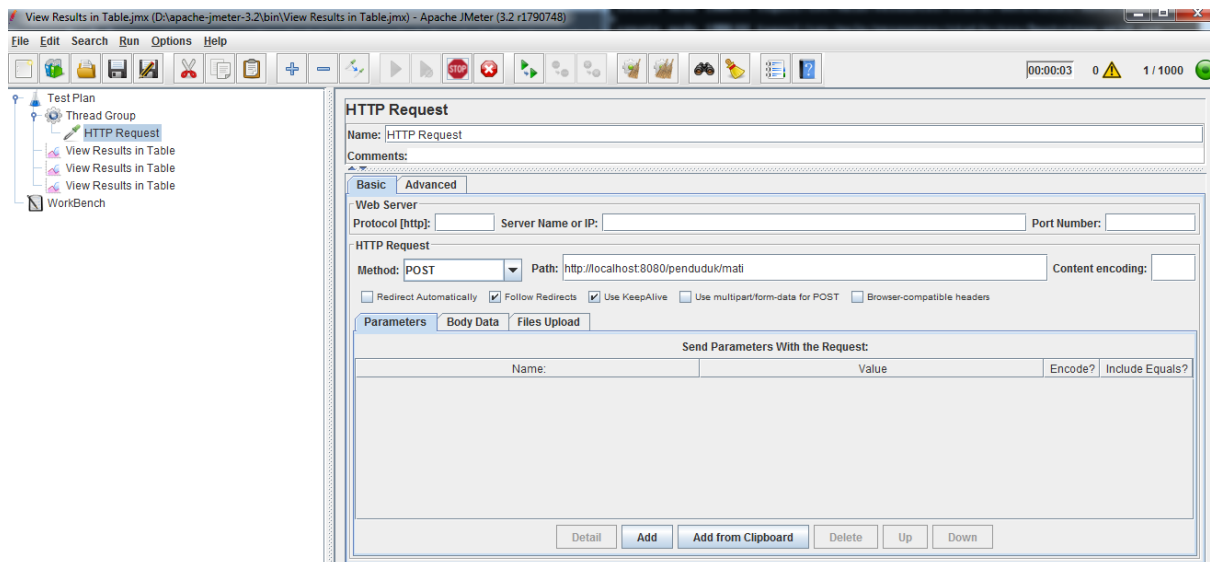 View Results in Table.jmx (D:\apache-jmeter-3.2\bin\View Results in Table.jmx) - Apache JMeter (3.2 r1790748)
File Edit Search Run Options Help
STOP
00:00:03 0 1 / 1000
Test Plan
Thread Group
HTTP Request
View Results in Table
View Results in Table
View Results in Table
WorkBench
HTTP Request
Name: HTTP Request
Comments:
Basic Advanced
Web Server
Protocol [http]: Server Name or IP: Port Number:
HTTP Request
Method: POST Path: http://localhost:8080/penduduk/mati Content encoding:
Redirect Automatically Follow Redirects Use KeepAlive Use multipart/form-data for POST Browser-compatible headers
Parameters Body Data Files Upload
Send Parameters With the Request:
Name: Value Encode? Include Equals?
Detail Add Add from Clipboard Delete Up Down